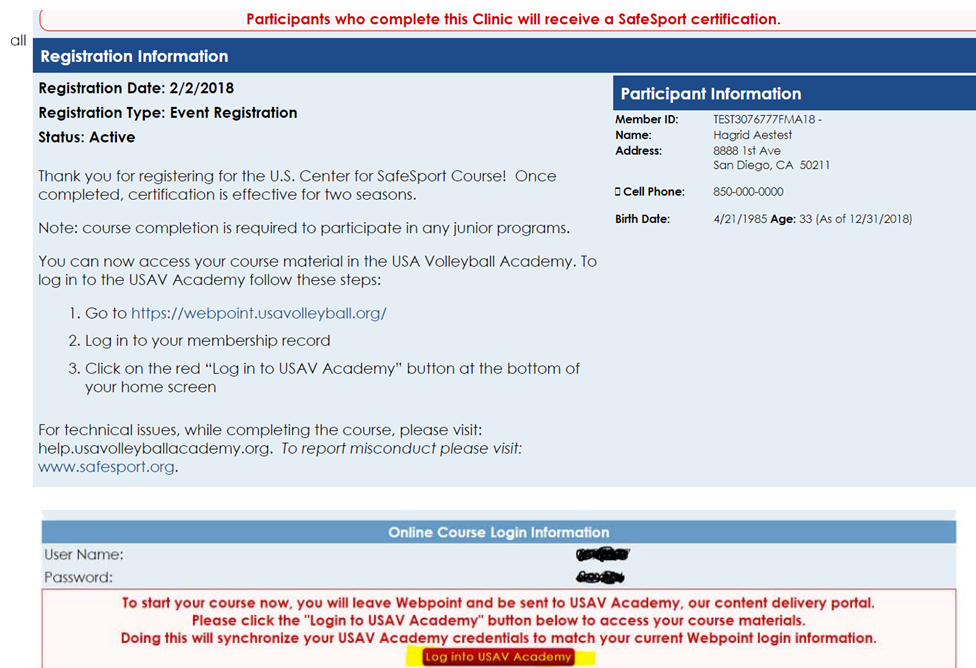 Participants who complete this Clinic will receive a SafeSport certification.
all
Registration Information
Registration Date: 2/2/2018
Registration Type: Event Registration
Status: Active
Thank you for registering for the U.S. Center for SafeSport Course! Once
completed, certification is effective for two seasons.
Note: course completion is required to participate in any junior programs.
You can now access your course material in the USA Volleyball Academy. To
log in to the USAV Academy follow these steps:
1. Go to https://webpoint.usavolleyball.org/
2. Log in to your membership record
3. Click on the red “Log in to USAV Academy” button at the bottom of
your home screen
For technical issues, while completing the course, please visit:
help.usavolleyballacademy.org. To report misconduct please visit:
www.safesport.org.
Participant Information
Member ID: TEST3076777FMA18 -
Name: Hagrid Aestest
Address: 8888 1st Ave
San Diego, CA 50211
Cell Phone: 850-000-0000
Birth Date: 4/21/1985 Age: 33 (As of 12/31/2018)
Online Course Login Information
User Name:
Password:
To start your course now, you will leave Webpoint and be sent to USAV Academy, our content delivery portal.
Please click the "Login to USAV Academy" button below to access your course materials.
Doing this will synchronize your USAV Academy credentials to match your current Webpoint login information.
Log into USAV Academy